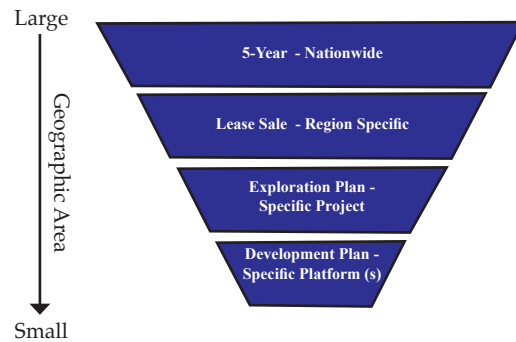 Large
5-Year - Nationwide
Lease Sale - Region Specific
Exploration Plan -
Specific Project
Development Plan -
Specific Platform (s)
Geographic Area
Small